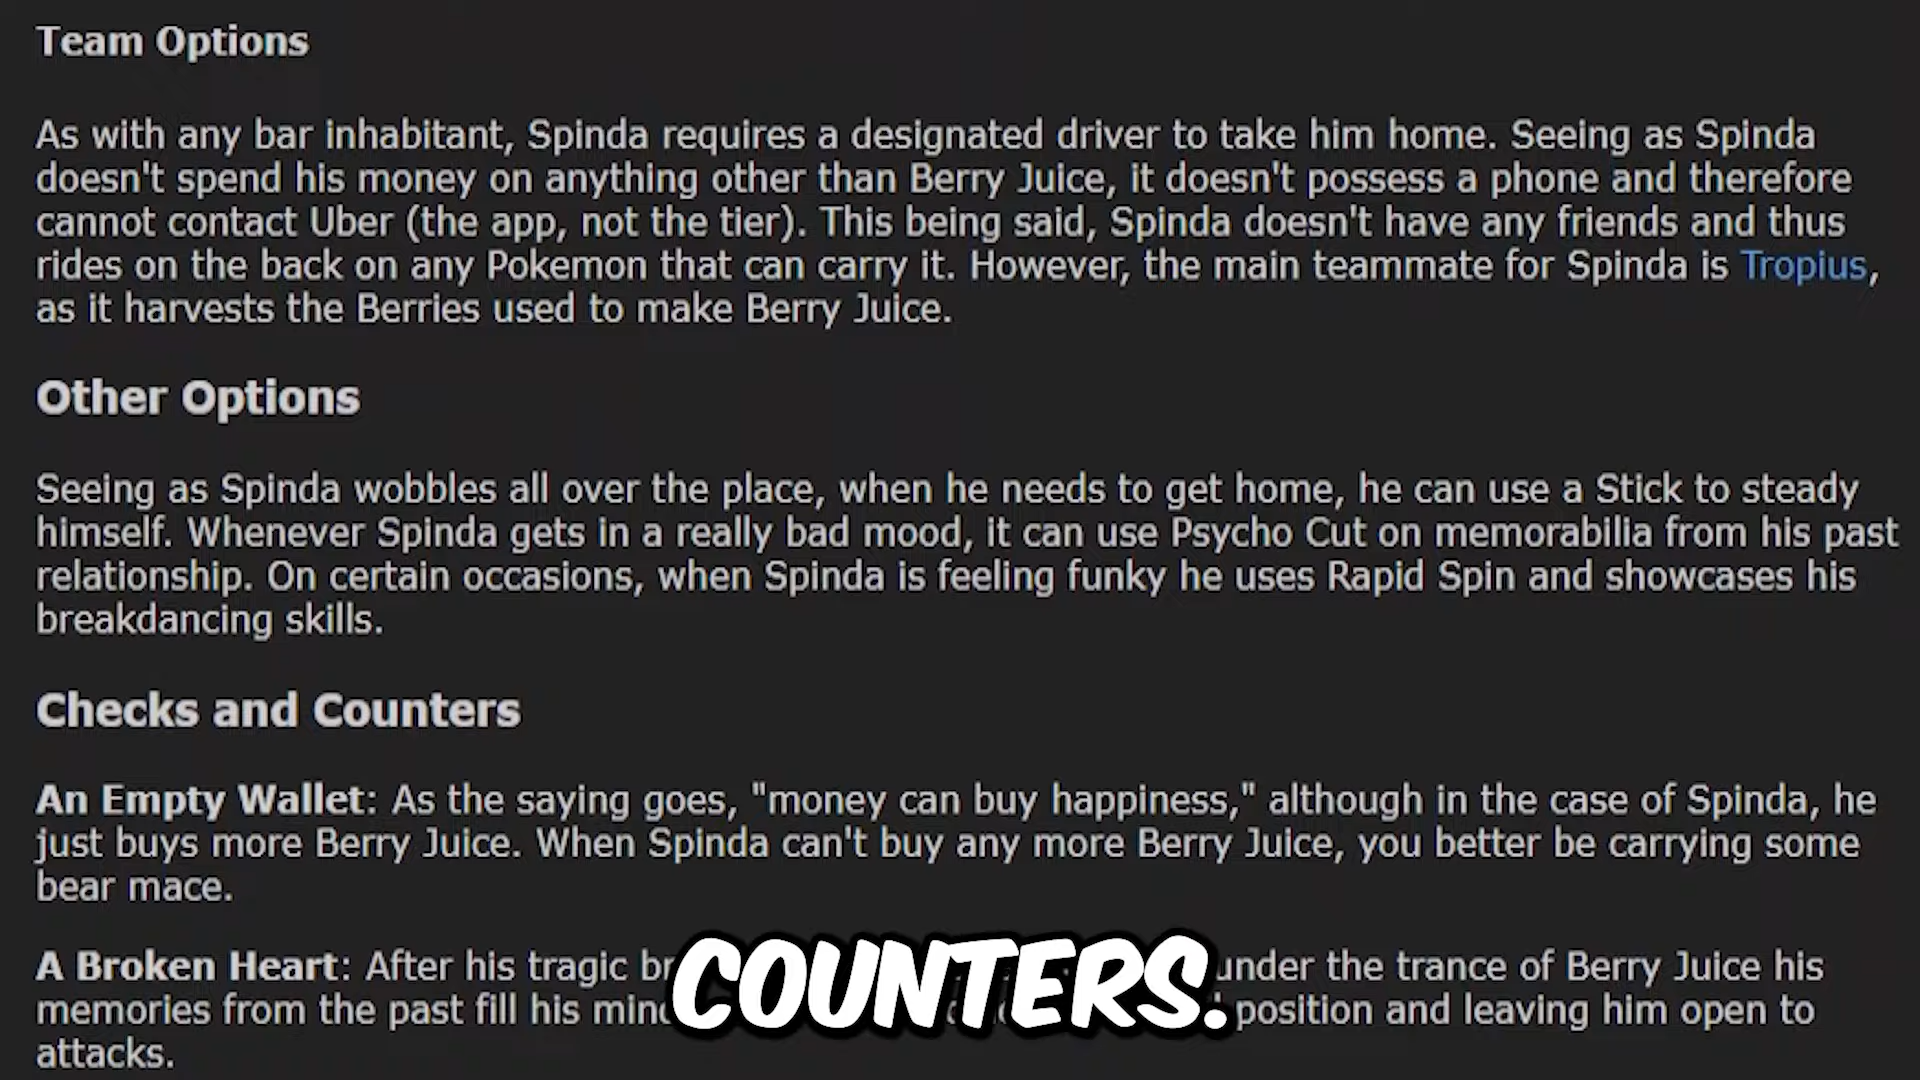 Team Options
As with any bar inhabitant, Spinda requires a designated driver to take him home. Seeing as Spinda
doesn't spend his money on anything other than Berry Juice, it doesn't possess a phone and therefore
cannot contact Uber (the app, not the tier). This being said, Spinda doesn't have any friends and thus
rides on the back on any Pokemon that can carry it. However, the main teammate for Spinda is Tropius,
as it harvests the Berries used to make Berry Juice.
Other Options
Seeing as Spinda wobbles all over the place, when he needs to get home, he can use a Stick to steady
himself. Whenever Spinda gets in a really bad mood, it can use Psycho Cut on memorabilia from his past
relationship. On certain occasions, when Spinda is feeling funky he uses Rapid Spin and showcases his
breakdancing skills.
Checks and Counters
An Empty Wallet: As the saying goes, "money can buy happiness," although in the case of Spinda, he
just buys more Berry Juice. When Spinda can't buy any more Berry Juice, you better be carrying some
bear mace.
A Broken Heart: After his tragic under the trance of Berry Juice his
memories from the past fill his position and leaving him open to
attacks.
COUNTERS.